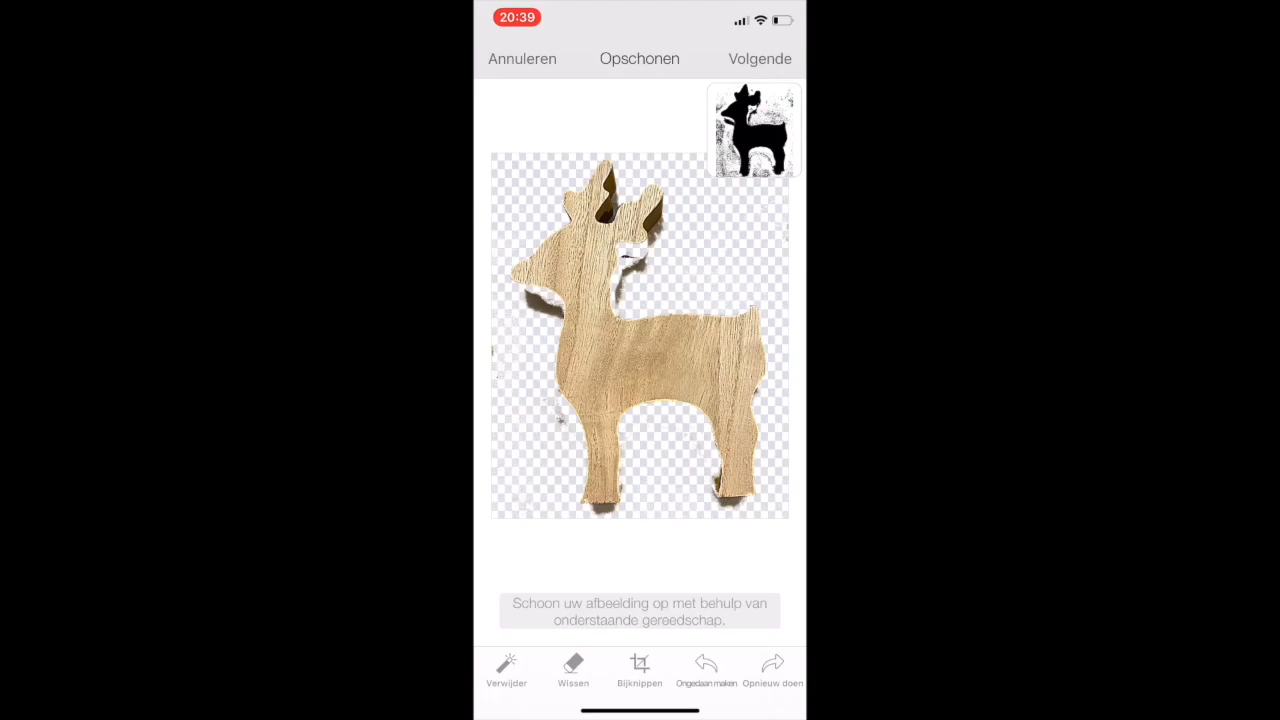 20:39
Annuleren
Opschonen
Volgende
Schoon uw afbeelding op met behulp van
onderstaande gereedschap.
Verwijder
Wissen
Bijknippen
Ongedaan maken
Opnieuw doen